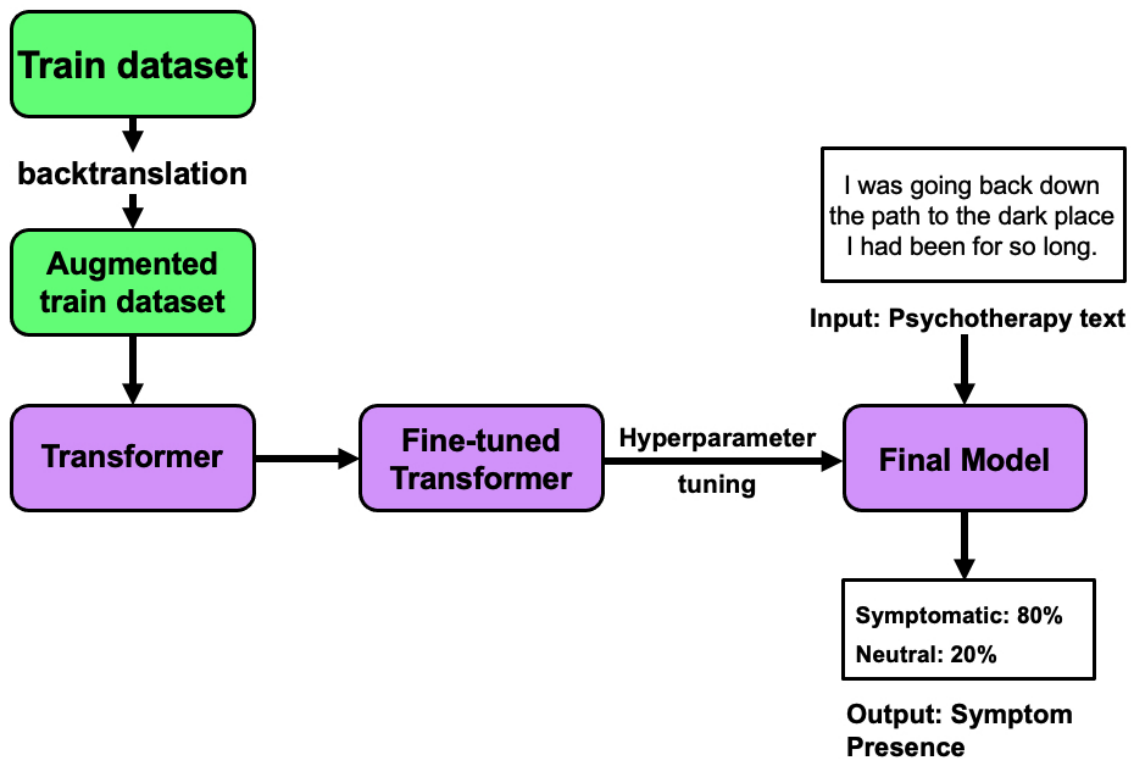 Train dataset
backtranslation
Augmented
train dataset
Transformer
Fine-tuned
Transformer
Hyperparameter
tuning
I was going back down
the path to the dark place
I had been for so long.
Input: Psychotherapy text
Final Model
Symptomatic: 80%
Neutral: 20%
Output: Symptom
Presence